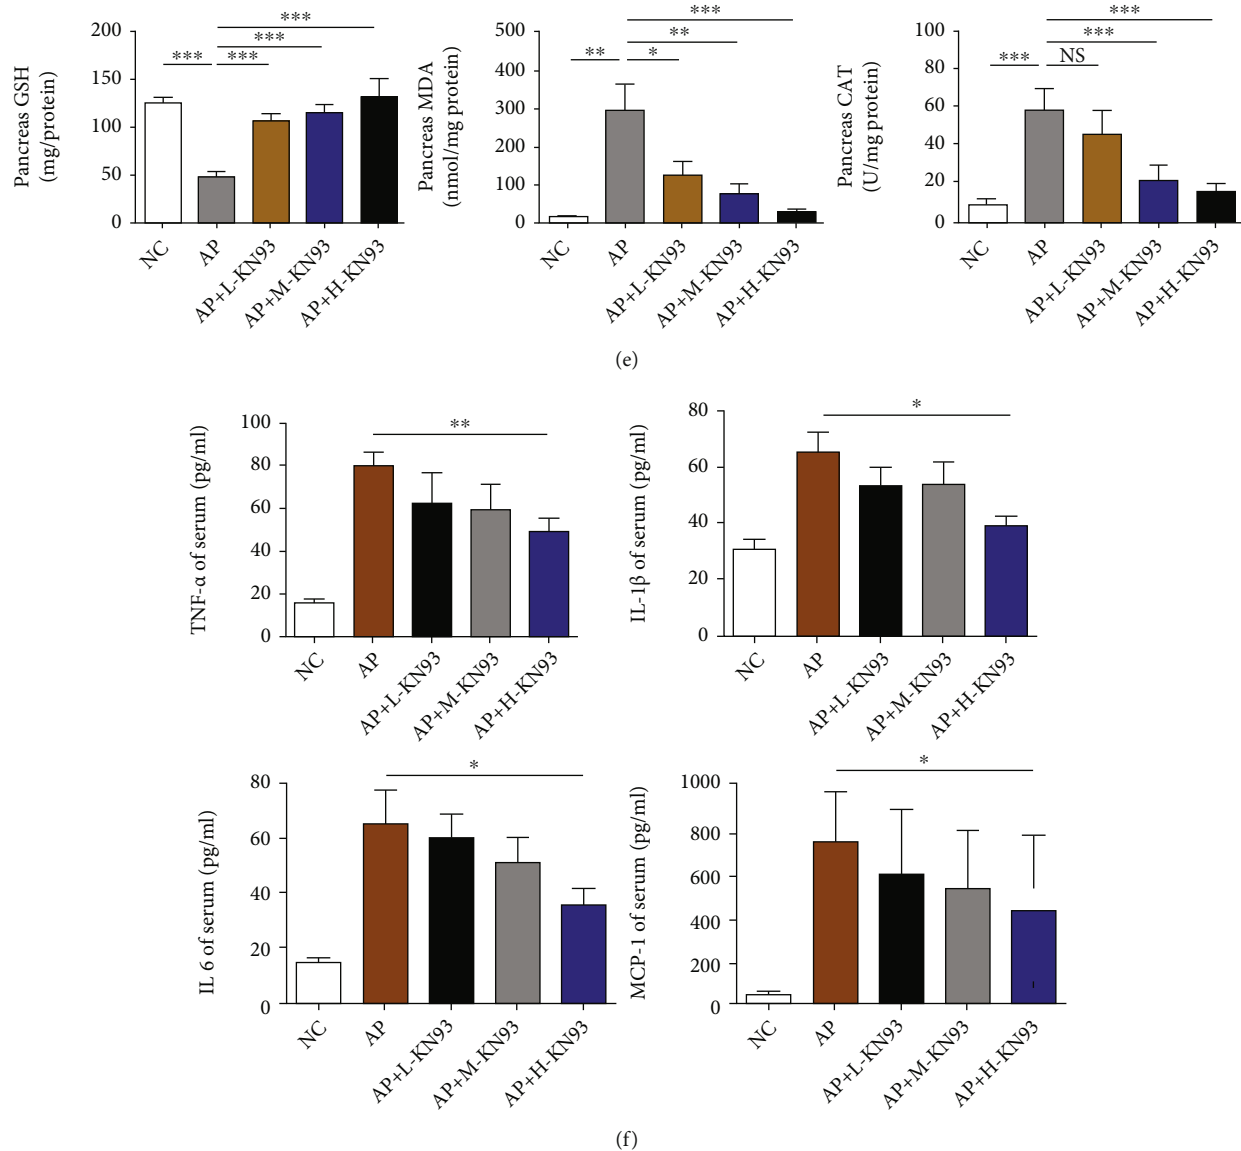 Pancreas GSH
(mg/protein)
200
150
100
50
0
***
***
***
***
NC
AP
AP+L-KN93
AP+M-KN93
AP+H-KN93
Pancreas MDA
(nmol/mg protein)
500
400
300
200
100
0
***
**
**
*
NC
AP
AP+L-KN93
AP+M-KN93
AP+H-KN93
Pancreas CAT
(U/mg protein)
100
80
60
40
20
0
***
***
***
NS
NC
AP
AP+L-KN93
AP+M-KN93
AP+H-KN93
(e)
TNF-α of serum (pg/ml)
100
80
60
40
20
0
**
NC
AP
AP+L-KN93
AP+M-KN93
AP+H-KN93
IL-1β of serum (pg/ml)
80
60
40
20
0
*
NC
AP
AP+L-KN93
AP+M-KN93
AP+H-KN93
IL 6 of serum (pg/ml)
80
60
40
20
0
*
NC
AP
AP+L-KN93
AP+M-KN93
AP+H-KN93
MCP-1 of serum (pg/ml)
1000
800
600
400
200
0
*
NC
AP
AP+L-KN93
AP+M-KN93
AP+H-KN93
(f)